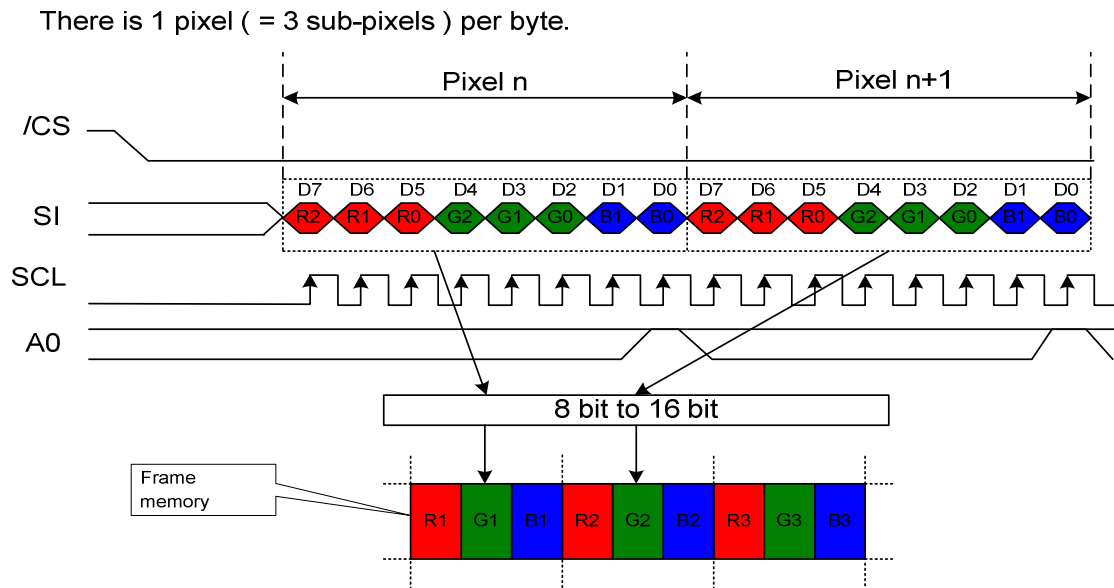 There is 1 pixel ( = 3 sub-pixels ) per byte.
Pixel n Pixel n+1
/CS
D7 D6 D5 D4 D3 D2 D1 D0 D7 D6 D5 D4 D3 D2 D1 D0
SI R2 R1 R0 G2 G1 G0 B1 B0 R2 R1 R0 G2 G1 G0 B1 B0
SCL
A0
8 bit to 16 bit
Frame
memory
R1 G1 B1 R2 G2 B2 R3 G3 B3